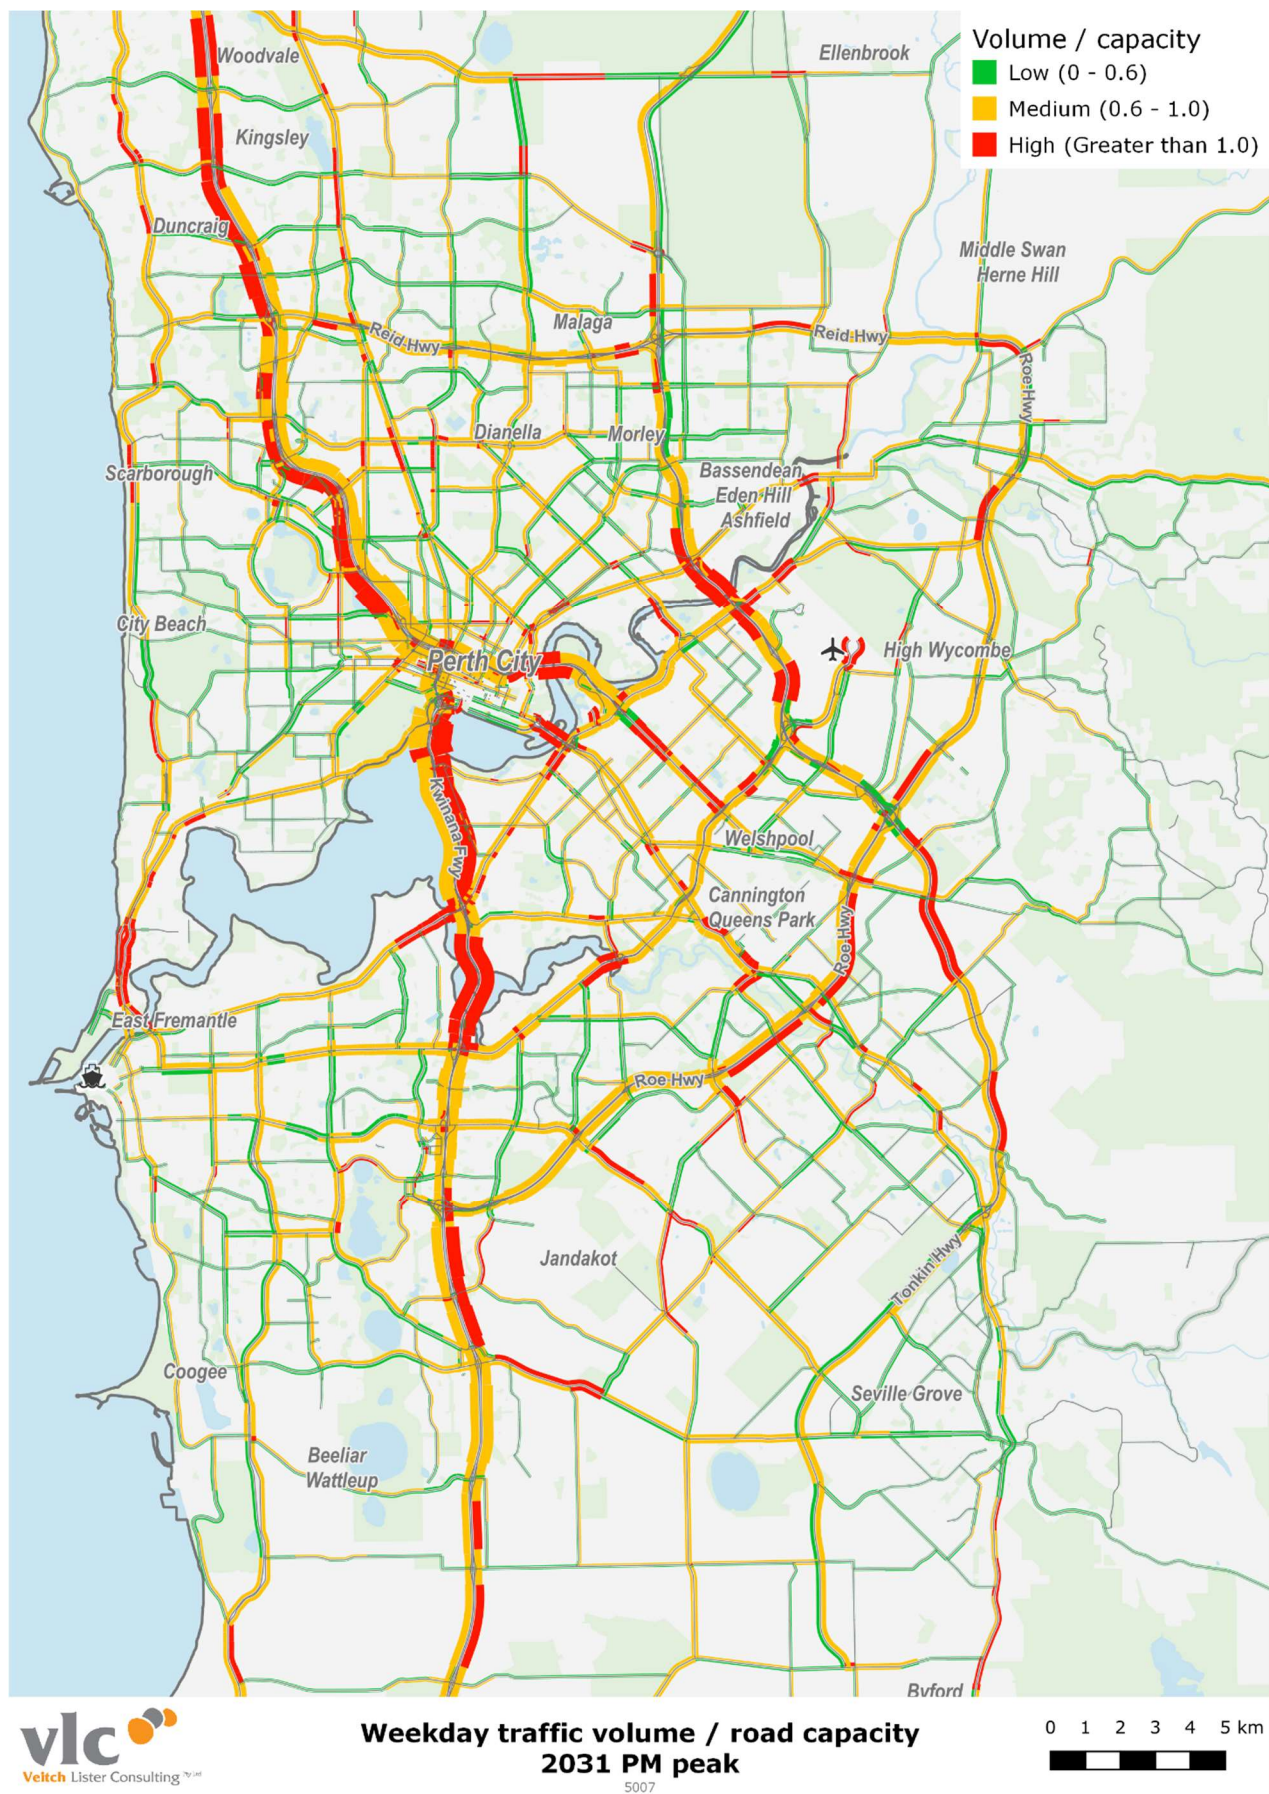 Volume / capacity
Low (0 - 0.6)
Medium (0.6 - 1.0)
High (Greater than 1.0)
Woodvale
Ellenbrook
Kingsley
Duncraig
Middle Swan
Herne Hill
Malaga
Reid Hwy
Reid Hwy
Roe Hwy
Dianella
Morley
Scarborough
Bassendean
Eden Hill
Ashfield
City Beach
Perth City
High Wycombe
Kwinana Fwy
Welshpool
Cannington
Queens Park
Roe Hwy
East Fremantle
Roe Hwy
Jandakot
Tonkin Hwy
Coogee
Seville Grove
Beeliar
Wattleup
Byford
vlc
Veitch Lister Consulting Pty Ltd
Weekday traffic volume / road capacity
2031 PM peak
5007
0 1 2 3 4 5 km